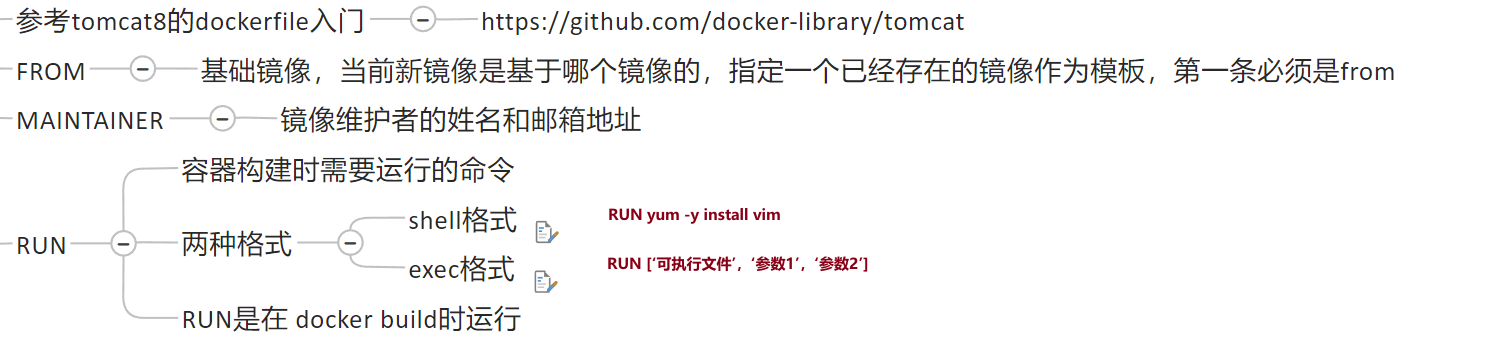 参考tomcat8的dockerfile入门 https://github.com/docker-library/tomcat
FROM 基础镜像，当前新镜像是基于哪个镜像的，指定一个已经存在的镜像作为模板，第一条必须是from
MAINTAINER 镜像维护者的姓名和邮箱地址
容器构建时需要运行的命令
shell格式 RUN yum -y install vim
RUN 两种格式
exec格式 RUN [‘可执行文件’，‘参数1’，‘参数2’]
RUN是在 docker build时运行